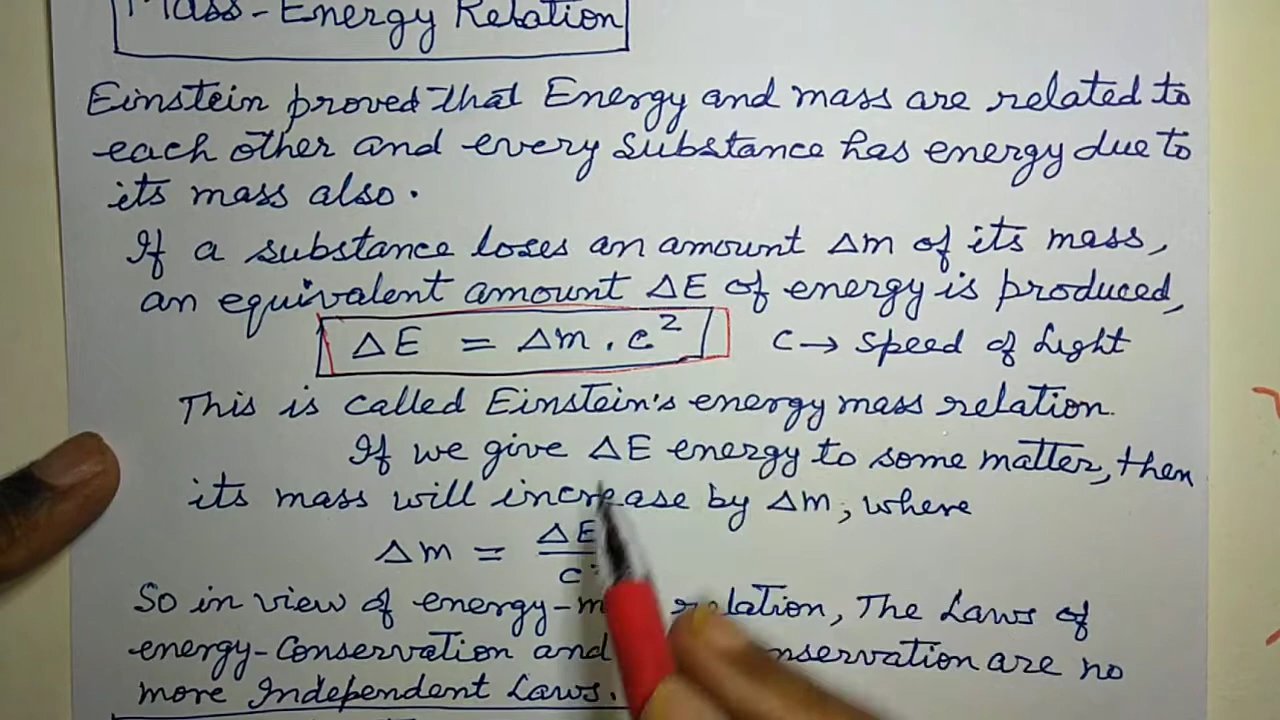 Mass-Energy Relation
Einstein proved that Energy and mass are related to
each other and every substance has energy due to
its mass also.
If a substance loses an amount Δm of its mass,
an equivalent amount ΔE of energy is produced,
ΔE = Δm . c² c → speed of light
This is called Einstein's energy mass relation.
If we give ΔE energy to some matter, then
its mass will increase by Δm, where
Δm = ΔE / c²
So in view of energy-m relation, The Laws of
energy-Conservation and nservation are no
more Independent Laws.